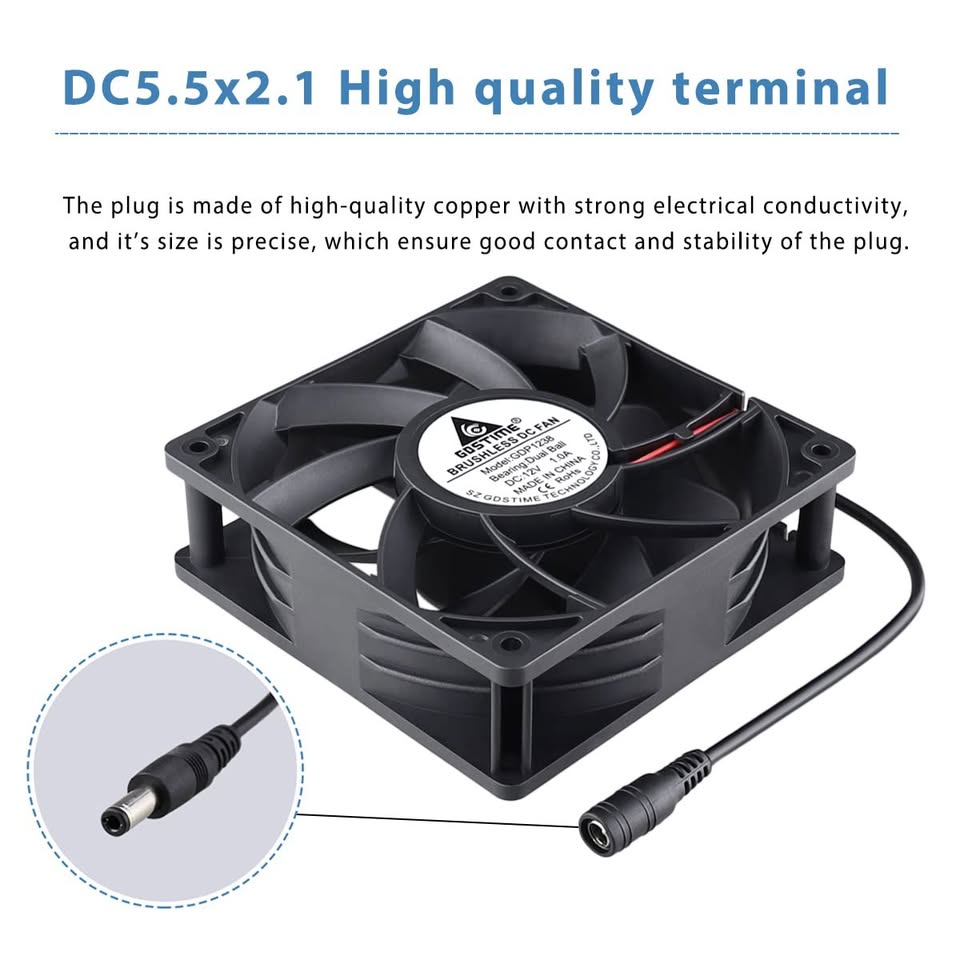 DC5.5x2.1 High quality terminal
The plug is made of high-quality copper with strong electrical conductivity,
and it’s size is precise, which ensure good contact and stability of the plug.
GDSTIME®
BRUSHLESS DC FAN
Model:GDP1238
Bearing:Dual Ball
DC:12V 1.0A
MADE IN CHINA
CE RoHs
SZ GDSTIME TECHNOLOGY CO.,LTD